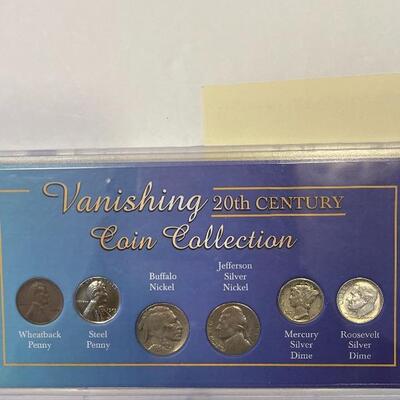 Vanishing 20th CENTURY
Coin Collection
Wheatback
Penny
Steel
Penny
Buffalo
Nickel
Jefferson
Silver
Nickel
Mercury
Silver
Dime
Roosevelt
Silver
Dime